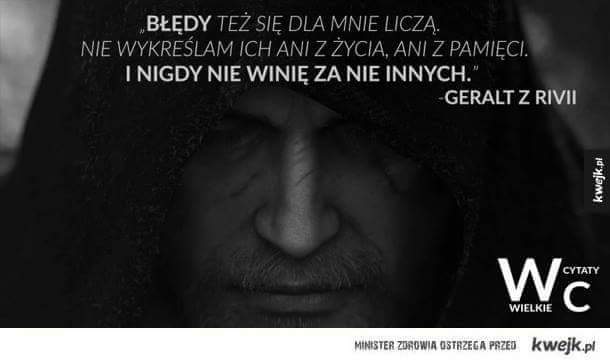 „BŁĘDY TEŻ SIĘ DLA MNIE LICZĄ.
NIE WYKREŚLAM ICH ANI Z ŻYCIA, ANI Z PAMIĘCI.
I NIGDY NIE WINIĘ ZA NIE INNYCH."
-GERALT Z RIVII
kwejk.pl
W CYTATY
WIELKIE C
MINISTER ZDROWIA OSTRZEGA PRZED kwejk.pl